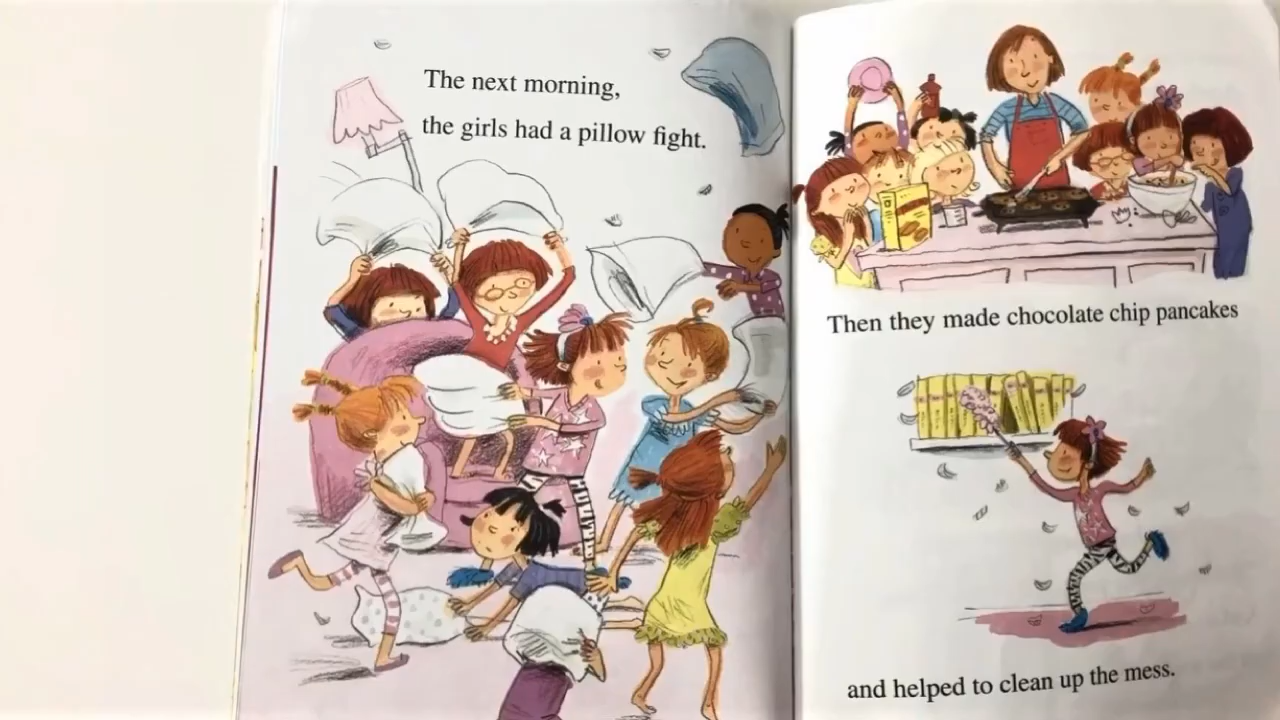 The next morning,
the girls had a pillow fight.
Then they made chocolate chip pancakes
and helped to clean up the mess.